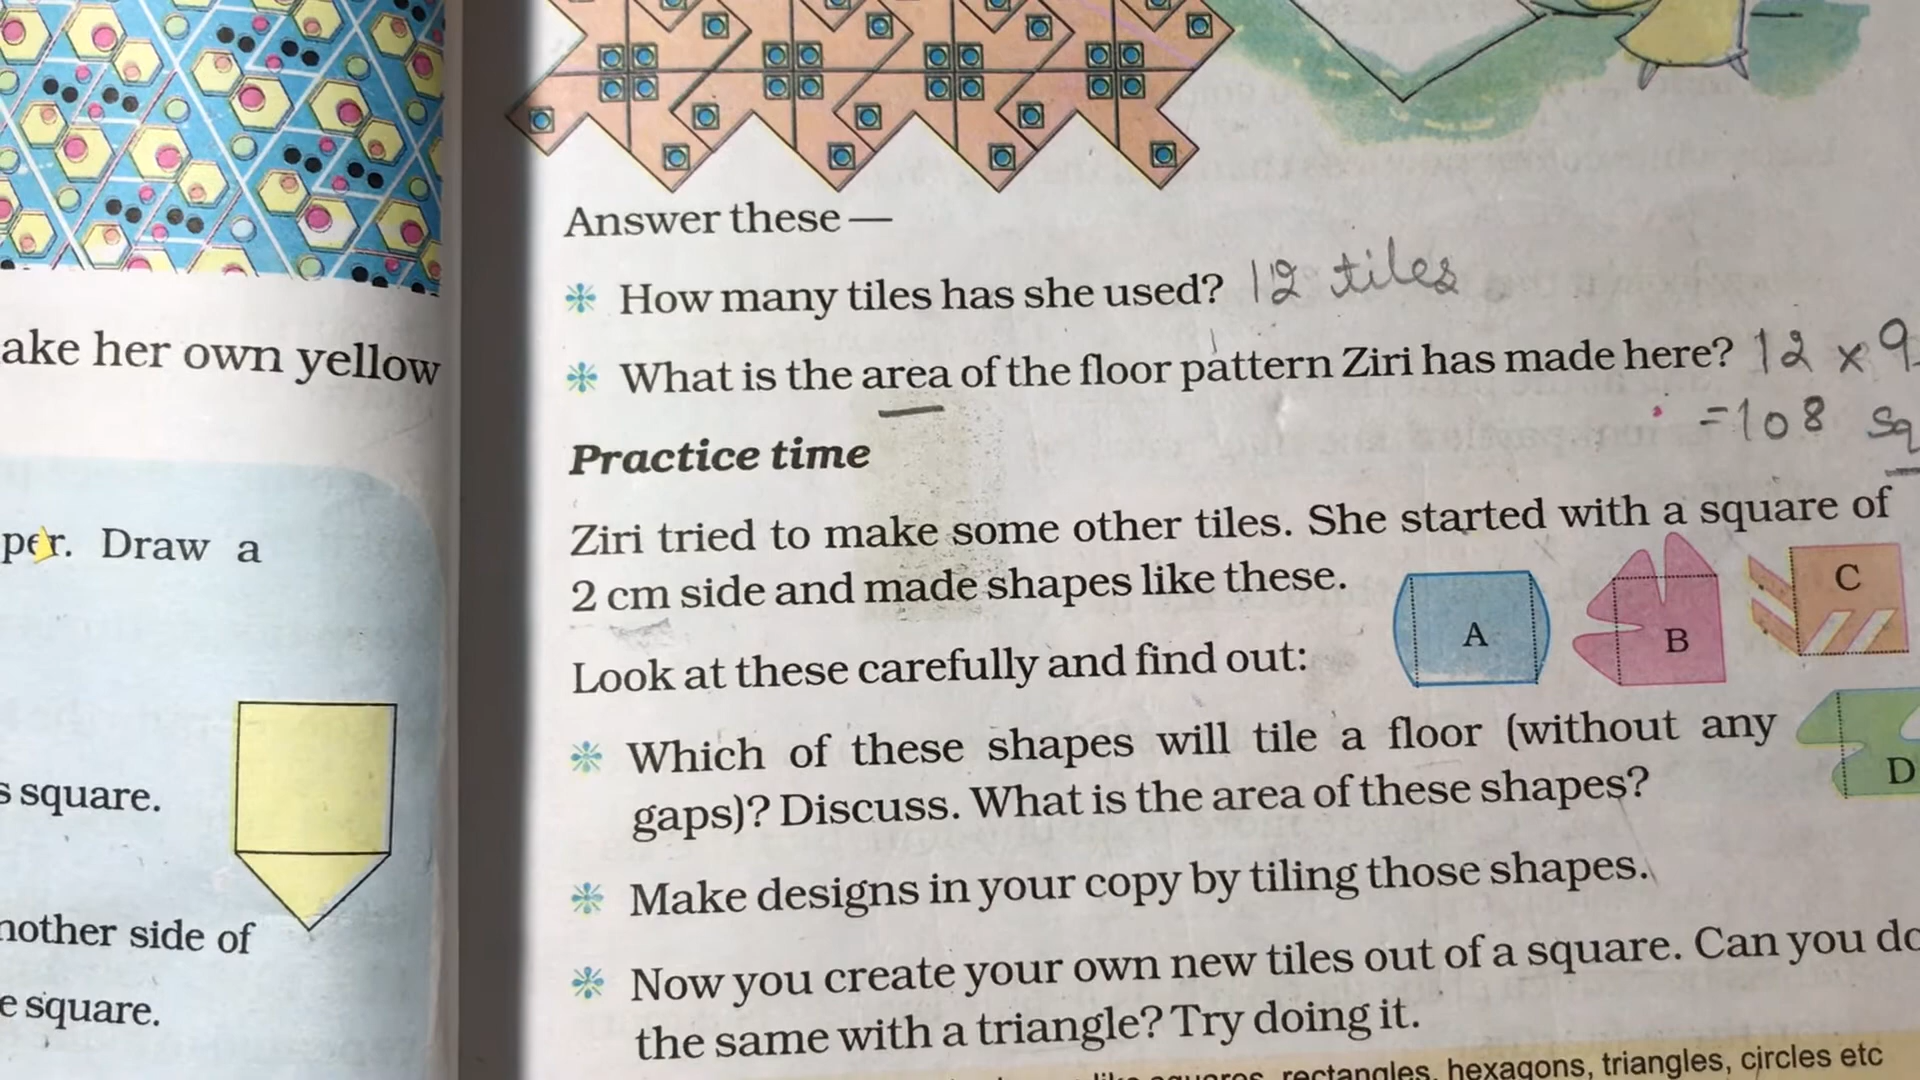 ake her own yellow
per. Draw a
s square.
nother side of
e square.
Answer these —
How many tiles has she used? 12 tiles
What is the area of the floor pattern Ziri has made here? 12 x 9
= 108 sq
Practice time
Ziri tried to make some other tiles. She started with a square of
2 cm side and made shapes like these.
A
B
C
D
Look at these carefully and find out:
Which of these shapes will tile a floor (without any
gaps)? Discuss. What is the area of these shapes?
Make designs in your copy by tiling those shapes.
Now you create your own new tiles out of a square. Can you do
the same with a triangle? Try doing it.
rectangles, hexagons, triangles, circles etc